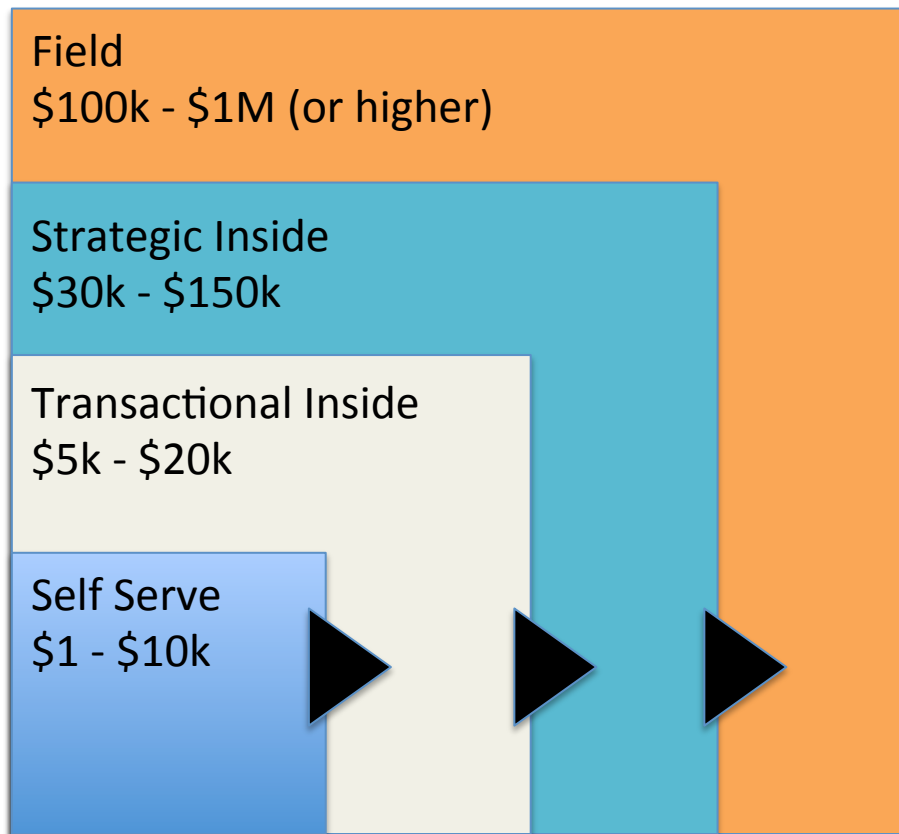 Field
$100k - $1M (or higher)
Strategic Inside
$30k - $150k
Transactional Inside
$5k - $20k
Self Serve
$1 - $10k